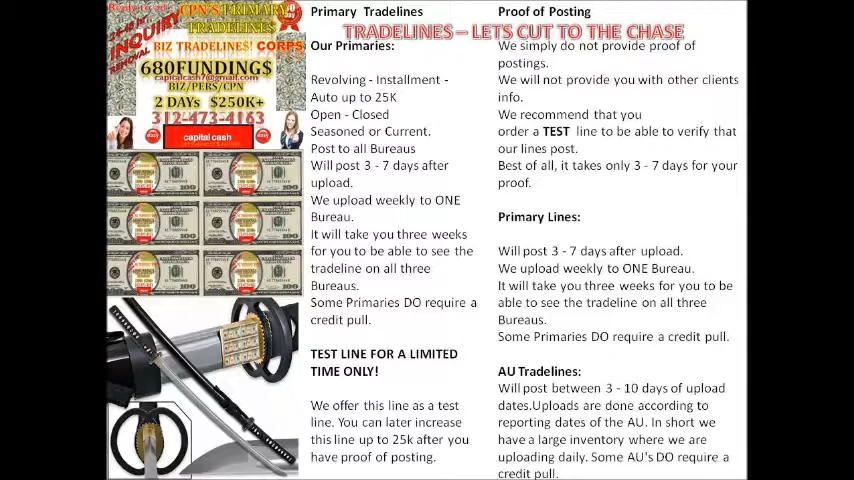 Ready to ad
CPN'S PRIMARY
TRADELINES
24-48 hr
INQUIRY
REMOVAL
BIZ TRADELINES! CORPS
680FUNDING$
capitalcash7@gmail.com
BIZ/PERS/CPN
2 DAYs $250K+
312-473-4163
capital cash
TRADELINES – LETS CUT TO THE CHASE
Primary Tradelines
Our Primaries:
Revolving - Installment -
Auto up to 25K
Open - Closed
Seasoned or Current.
Post to all Bureaus
Will post 3 - 7 days after
upload.
We upload weekly to ONE
Bureau.
It will take you three weeks
for you to be able to see the
tradeline on all three
Bureaus.
Some Primaries DO require a
credit pull.
TEST LINE FOR A LIMITED
TIME ONLY!
We offer this line as a test
line. You can later increase
this line up to 25k after you
have proof of posting.
Proof of Posting
We simply do not provide proof of
postings.
We will not provide you with other clients
info.
We recommend that you
order a TEST line to be able to verify that
our lines post.
Best of all, it takes only 3 - 7 days for your
proof.
Primary Lines:
Will post 3 - 7 days after upload.
We upload weekly to ONE Bureau.
It will take you three weeks for you to be
able to see the tradeline on all three
Bureaus.
Some Primaries DO require a credit pull.
AU Tradelines:
Will post between 3 - 10 days of upload
dates.Uploads are done according to
reporting dates of the AU. In short we
have a large inventory where we are
uploading daily. Some AU's DO require a
credit pull.